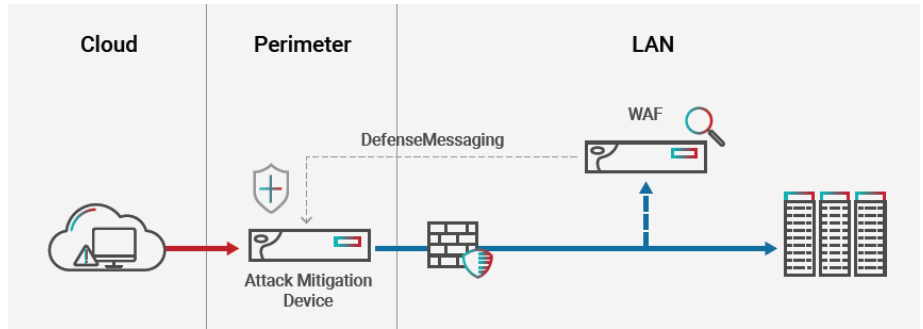 Cloud
Perimeter
LAN
WAF
DefenseMessaging
Attack Mitigation
Device